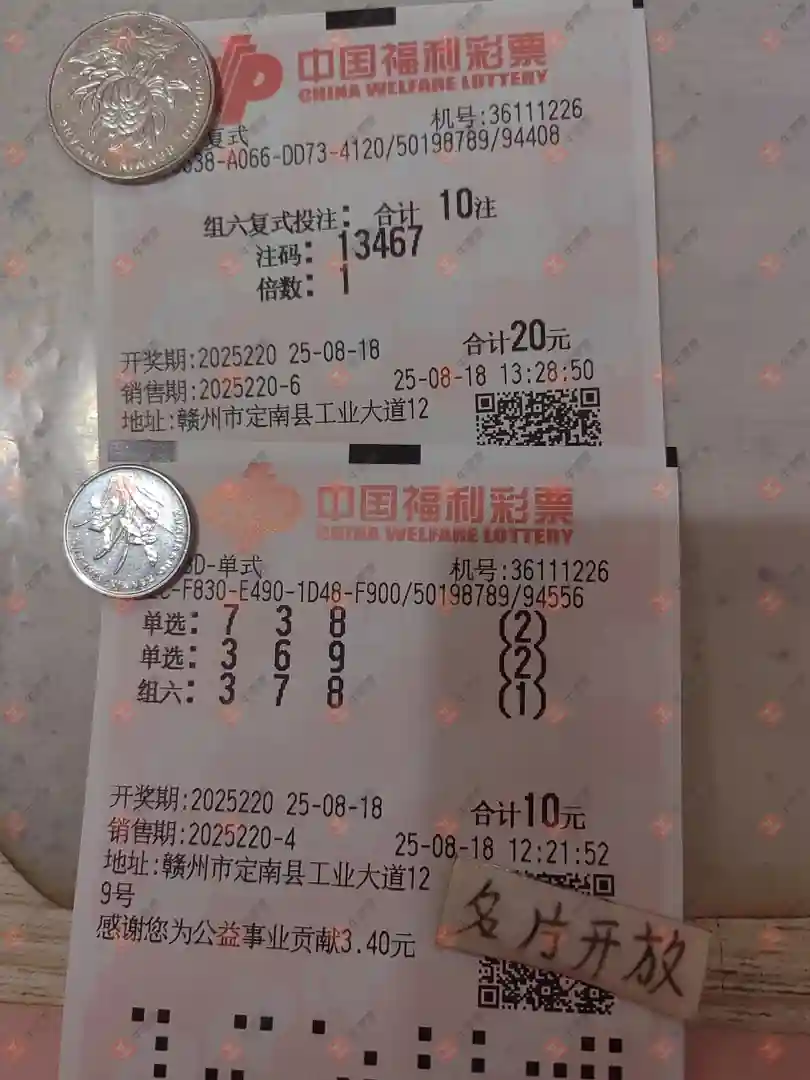 中国福利彩票
CHINA WELFARE LOTTERY
复式
机号:36111226
38-A066-DD73-4120/50198789/94408
组六复式投注: 合计 10注
注码: 13467
倍数: 1
开奖期:2025220 25-08-18 合计20元
销售期:2025220-6 25-08-18 13:28:50
地址:赣州市定南县工业大道12
中国福利彩票
CHINA WELFARE LOTTERY
3D-单式 机号:36111226
C-F830-E490-1D48-F900/50198789/94556
单选: 7 3 8 (2)
单选: 3 6 9 (2)
组六: 3 7 8 (1)
开奖期:2025220 25-08-18 合计10元
销售期:2025220-4 25-08-18 12:21:52
地址:赣州市定南县工业大道12
9号
感谢您为公益事业贡献3.40元
名片开放